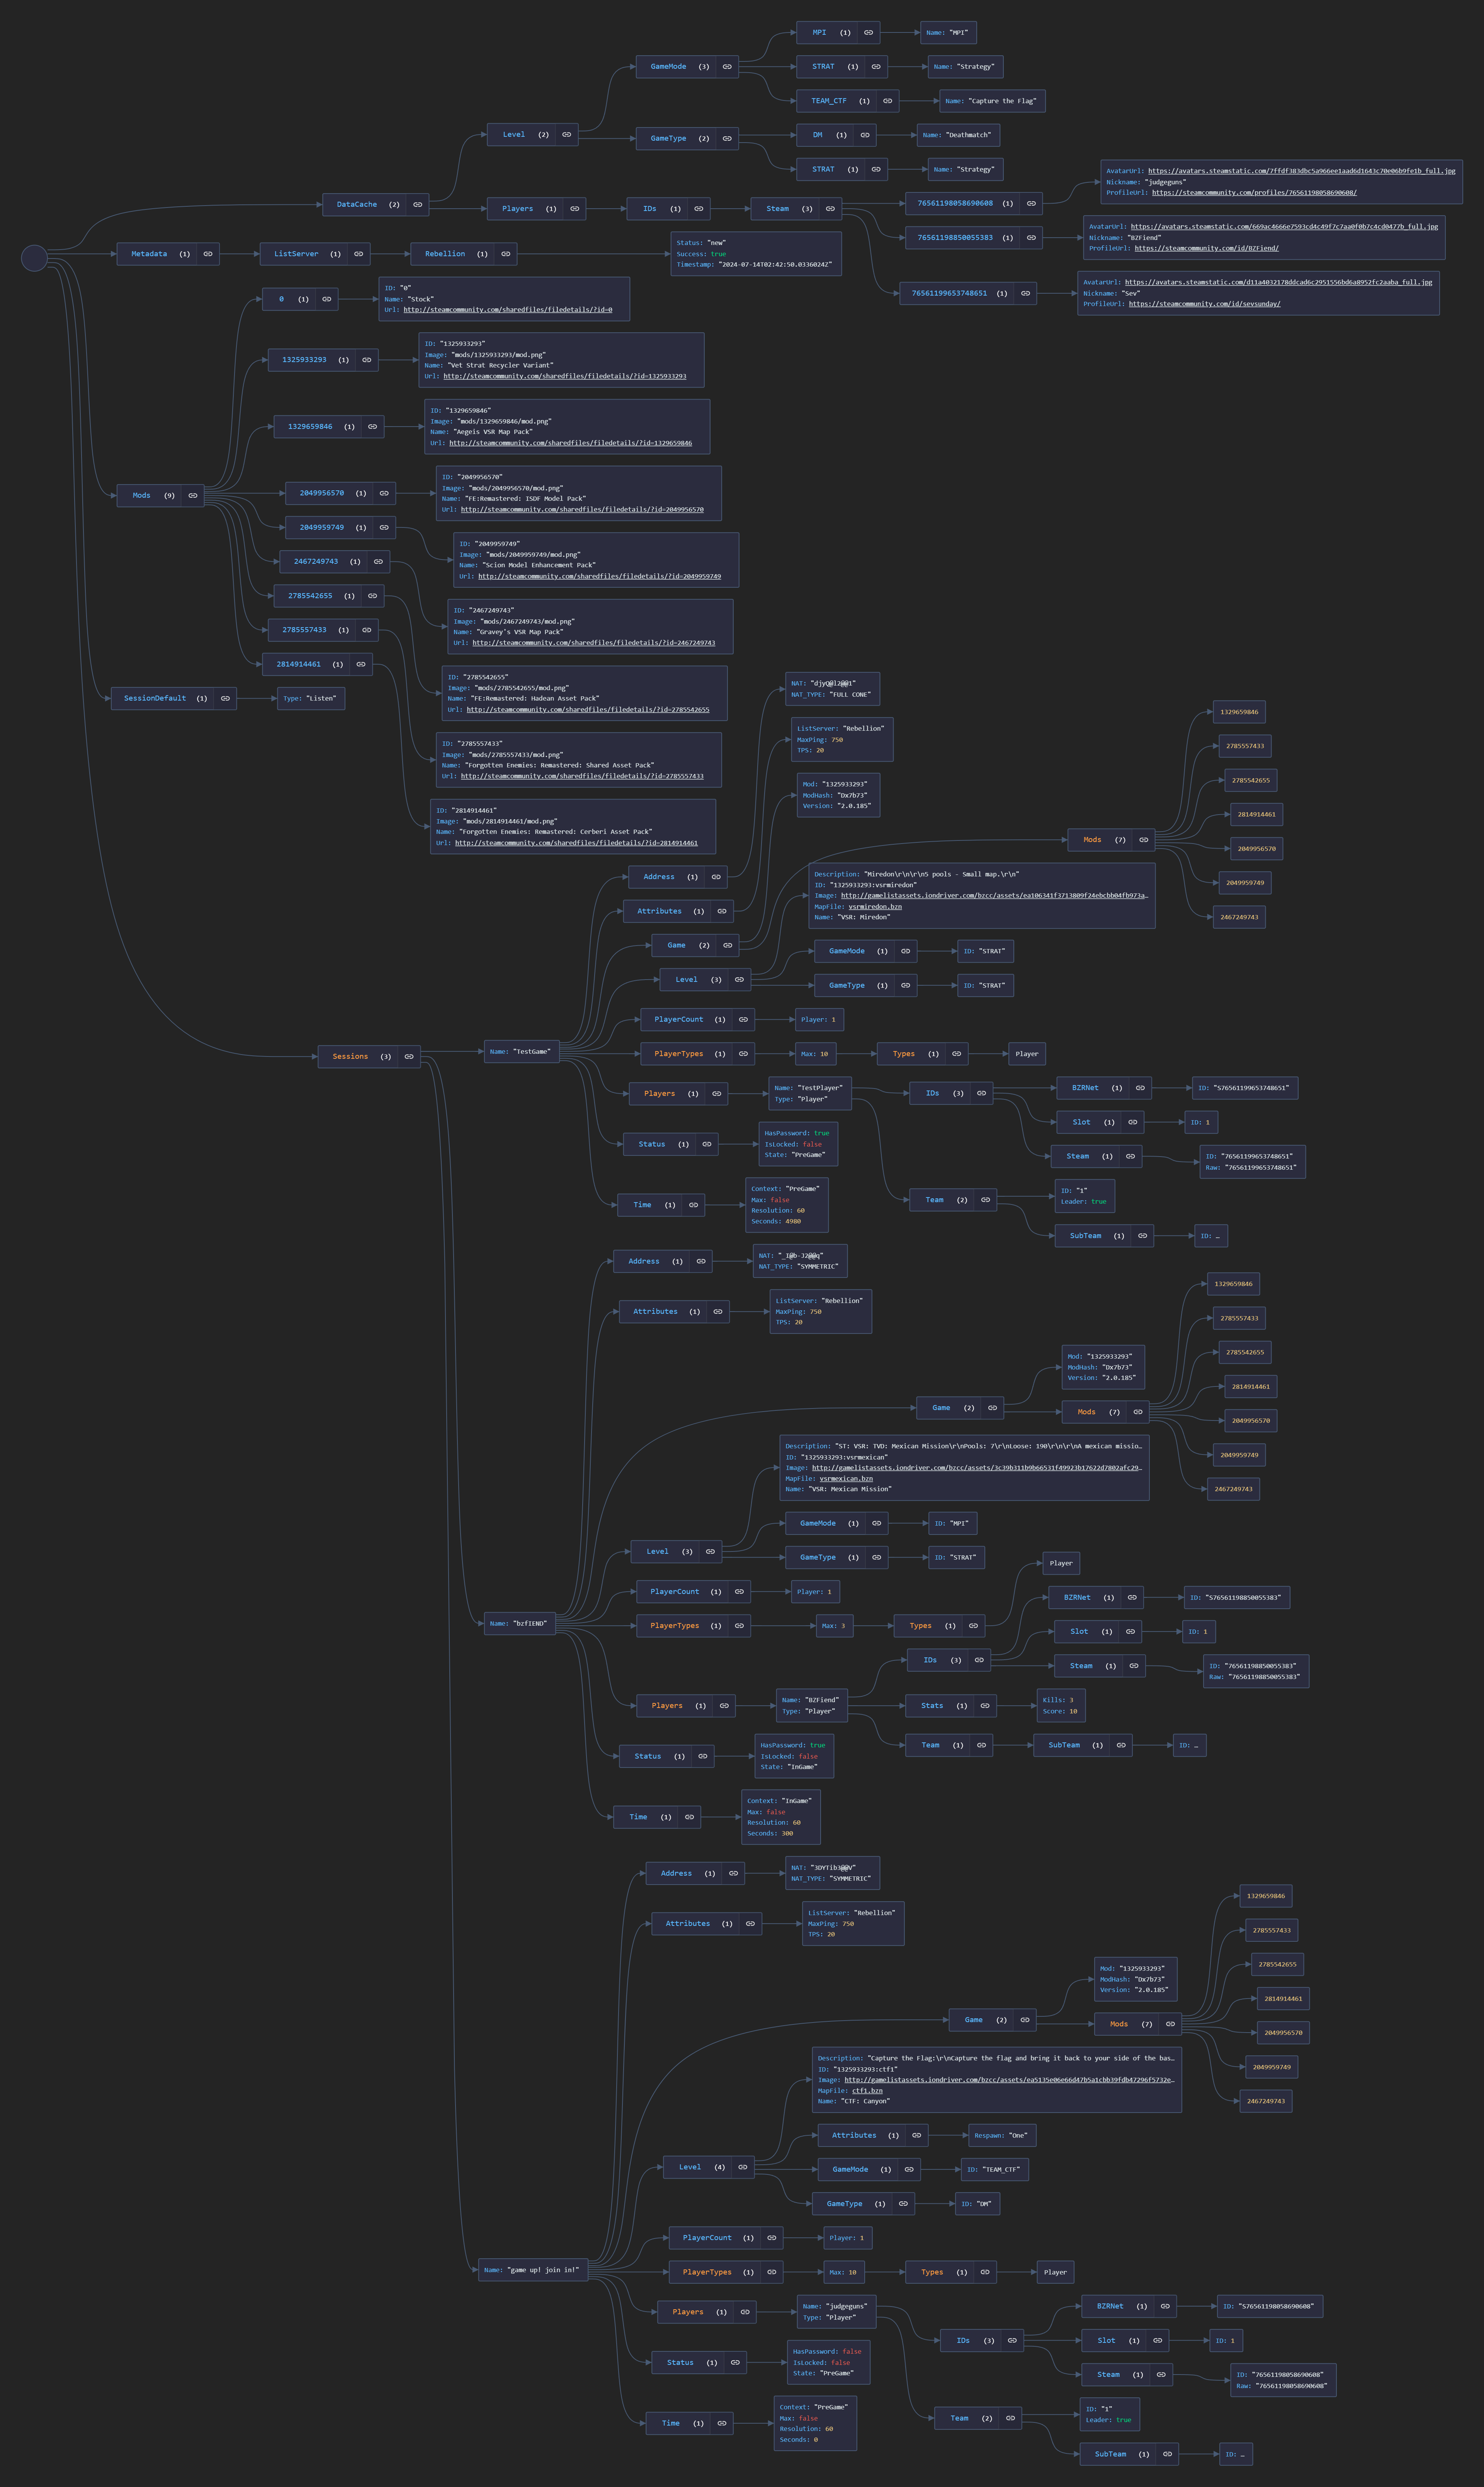 MPI (1)
Name: "MPI"
GameMode (3)
STRAT (1)
Name: "Strategy"
TEAM_CTF (1)
Name: "Capture the Flag"
Level (2)
GameType (2)
DM (1)
Name: "Deathmatch"
STRAT (1)
Name: "Strategy"
DataCache (2)
Players (1)
IDs (1)
Steam (3)
76561198058690608 (1)
AvatarUrl: https://avatars.steamstatic.com/7ffdf383dbc5a966ee1aad6d1643c70e06b9fe1b_full.jpg
Nickname: "judgeguns"
ProfileUrl: https://steamcommunity.com/profiles/76561198058690608/
76561198850055383 (1)
AvatarUrl: https://avatars.steamstatic.com/669ac4666e7593cd4c49f7c7aa0f0b7c4cd0477b_full.jpg
Nickname: "BZFiend"
ProfileUrl: https://steamcommunity.com/id/BZFiend/
76561199653748651 (1)
AvatarUrl: https://avatars.steamstatic.com/d11a4032178ddcad6c2951556bd6a8952fc2aaba_full.jpg
Nickname: "Sev"
ProfileUrl: https://steamcommunity.com/id/sevsunday/
Metadata (1)
ListServer (1)
Rebellion (1)
Status: "new"
Success: true
Timestamp: "2024-07-14T02:42:50.0336024Z"
Mods (9)
0 (1)
ID: "0"
Name: "Stock"
Url: http://steamcommunity.com/sharedfiles/filedetails/?id=0
1325933293 (1)
ID: "1325933293"
Image: "mods/1325933293/mod.png"
Name: "Vet Strat Recycler Variant"
Url: http://steamcommunity.com/sharedfiles/filedetails/?id=1325933293
1329659846 (1)
ID: "1329659846"
Image: "mods/1329659846/mod.png"
Name: "Aegeis VSR Map Pack"
Url: http://steamcommunity.com/sharedfiles/filedetails/?id=1329659846
2049956570 (1)
ID: "2049956570"
Image: "mods/2049956570/mod.png"
Name: "FE:Remastered: ISDF Model Pack"
Url: http://steamcommunity.com/sharedfiles/filedetails/?id=2049956570
2049959749 (1)
ID: "2049959749"
Image: "mods/2049959749/mod.png"
Name: "Scion Model Enhancement Pack"
Url: http://steamcommunity.com/sharedfiles/filedetails/?id=2049959749
2467249743 (1)
ID: "2467249743"
Image: "mods/2467249743/mod.png"
Name: "Gravey's VSR Map Pack"
Url: http://steamcommunity.com/sharedfiles/filedetails/?id=2467249743
2785542655 (1)
ID: "2785542655"
Image: "mods/2785542655/mod.png"
Name: "FE:Remastered: Hadean Asset Pack"
Url: http://steamcommunity.com/sharedfiles/filedetails/?id=2785542655
2785557433 (1)
ID: "2785557433"
Image: "mods/2785557433/mod.png"
Name: "Forgotten Enemies: Remastered: Shared Asset Pack"
Url: http://steamcommunity.com/sharedfiles/filedetails/?id=2785557433
2814914461 (1)
ID: "2814914461"
Image: "mods/2814914461/mod.png"
Name: "Forgotten Enemies: Remastered: Cerberi Asset Pack"
Url: http://steamcommunity.com/sharedfiles/filedetails/?id=2814914461
SessionDefault (1)
Type: "Listen"
Sessions (3)
Name: "TestGame"
Address (1)
NAT: "djyQ@l2@@1"
NAT_TYPE: "FULL CONE"
Attributes (1)
ListServer: "Rebellion"
MaxPing: 750
TPS: 20
Game (2)
Mod: "1325933293"
ModHash: "Dx7b73"
Version: "2.0.185"
Mods (7)
1329659846
2785557433
2785542655
2814914461
2049956570
2049959749
2467249743
Level (3)
Description: "Miredon\r\n\r\n5 pools - Small map.\r\n"
ID: "1325933293:vsrmiredon"
Image: http://gamelistassets.iondriver.com/bzcc/assets/ea106341f3713809f24ebcbb04fb973a…
MapFile: vsrmiredon.bzn
Name: "VSR: Miredon"
GameMode (1)
ID: "STRAT"
GameType (1)
ID: "STRAT"
PlayerCount (1)
Player: 1
PlayerTypes (1)
Max: 10
Types (1)
Player
Players (1)
Name: "TestPlayer"
Type: "Player"
IDs (3)
BZRNet (1)
ID: "S76561199653748651"
Slot (1)
ID: 1
Steam (1)
ID: "76561199653748651"
Raw: "76561199653748651"
Team (2)
ID: "1"
Leader: true
SubTeam (1)
ID: …
Status (1)
HasPassword: true
IsLocked: false
State: "PreGame"
Time (1)
Context: "PreGame"
Max: false
Resolution: 60
Seconds: 4980
Name: "bzfIEND"
Address (1)
NAT: "_I@b-J2@@q"
NAT_TYPE: "SYMMETRIC"
Attributes (1)
ListServer: "Rebellion"
MaxPing: 750
TPS: 20
Game (2)
Mod: "1325933293"
ModHash: "Dx7b73"
Version: "2.0.185"
Mods (7)
1329659846
2785557433
2785542655
2814914461
2049956570
2049959749
2467249743
Level (3)
Description: "ST: VSR: TVD: Mexican Mission\r\nPools: 7\r\nLoose: 190\r\n\r\nA mexican missio…
ID: "1325933293:vsrmexican"
Image: http://gamelistassets.iondriver.com/bzcc/assets/3c39b311b9b66531f49923b17622d7802afc29…
MapFile: vsrmexican.bzn
Name: "VSR: Mexican Mission"
GameMode (1)
ID: "MPI"
GameType (1)
ID: "STRAT"
PlayerCount (1)
Player: 1
PlayerTypes (1)
Max: 3
Types (1)
Player
Players (1)
Name: "BZFiend"
Type: "Player"
IDs (3)
BZRNet (1)
ID: "S76561198850055383"
Slot (1)
ID: 1
Steam (1)
ID: "76561198850055383"
Raw: "76561198850055383"
Stats (1)
Kills: 3
Score: 10
Team (1)
SubTeam (1)
ID: …
Status (1)
HasPassword: true
IsLocked: false
State: "InGame"
Time (1)
Context: "InGame"
Max: false
Resolution: 60
Seconds: 300
Name: "game up! join in!"
Address (1)
NAT: "3DYTib3@@V"
NAT_TYPE: "SYMMETRIC"
Attributes (1)
ListServer: "Rebellion"
MaxPing: 750
TPS: 20
Game (2)
Mod: "1325933293"
ModHash: "Dx7b73"
Version: "2.0.185"
Mods (7)
1329659846
2785557433
2785542655
2814914461
2049956570
2049959749
2467249743
Level (4)
Description: "Capture the Flag:\r\nCapture the flag and bring it back to your side of the bas…
ID: "1325933293:ctf1"
Image: http://gamelistassets.iondriver.com/bzcc/assets/ea5135e06e66d47b5a1cbb39fdb47296f5732e…
MapFile: ctf1.bzn
Name: "CTF: Canyon"
Attributes (1)
Respawn: "One"
GameMode (1)
ID: "TEAM_CTF"
GameType (1)
ID: "DM"
PlayerCount (1)
Player: 1
PlayerTypes (1)
Max: 10
Types (1)
Player
Players (1)
Name: "judgeguns"
Type: "Player"
IDs (3)
BZRNet (1)
ID: "S76561198058690608"
Slot (1)
ID: 1
Steam (1)
ID: "76561198058690608"
Raw: "76561198058690608"
Team (2)
ID: "1"
Leader: true
SubTeam (1)
ID: …
Status (1)
HasPassword: false
IsLocked: false
State: "PreGame"
Time (1)
Context: "PreGame"
Max: false
Resolution: 60
Seconds: 0